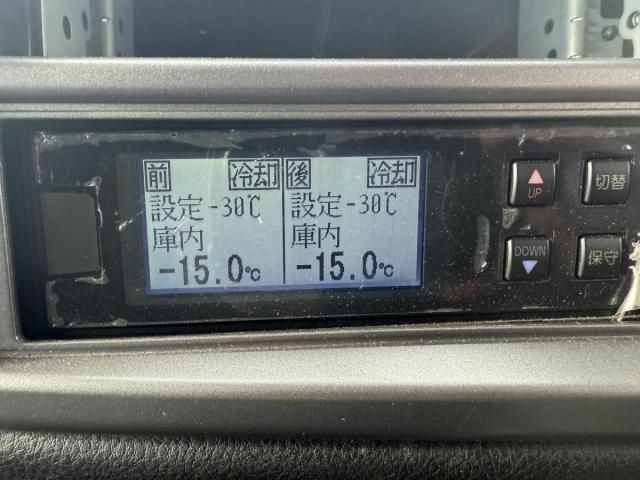 前 冷却
設定-30℃
庫内
-15.0℃
後 冷却
設定-30℃
庫内
-15.0℃
UP
切替
DOWN
保守